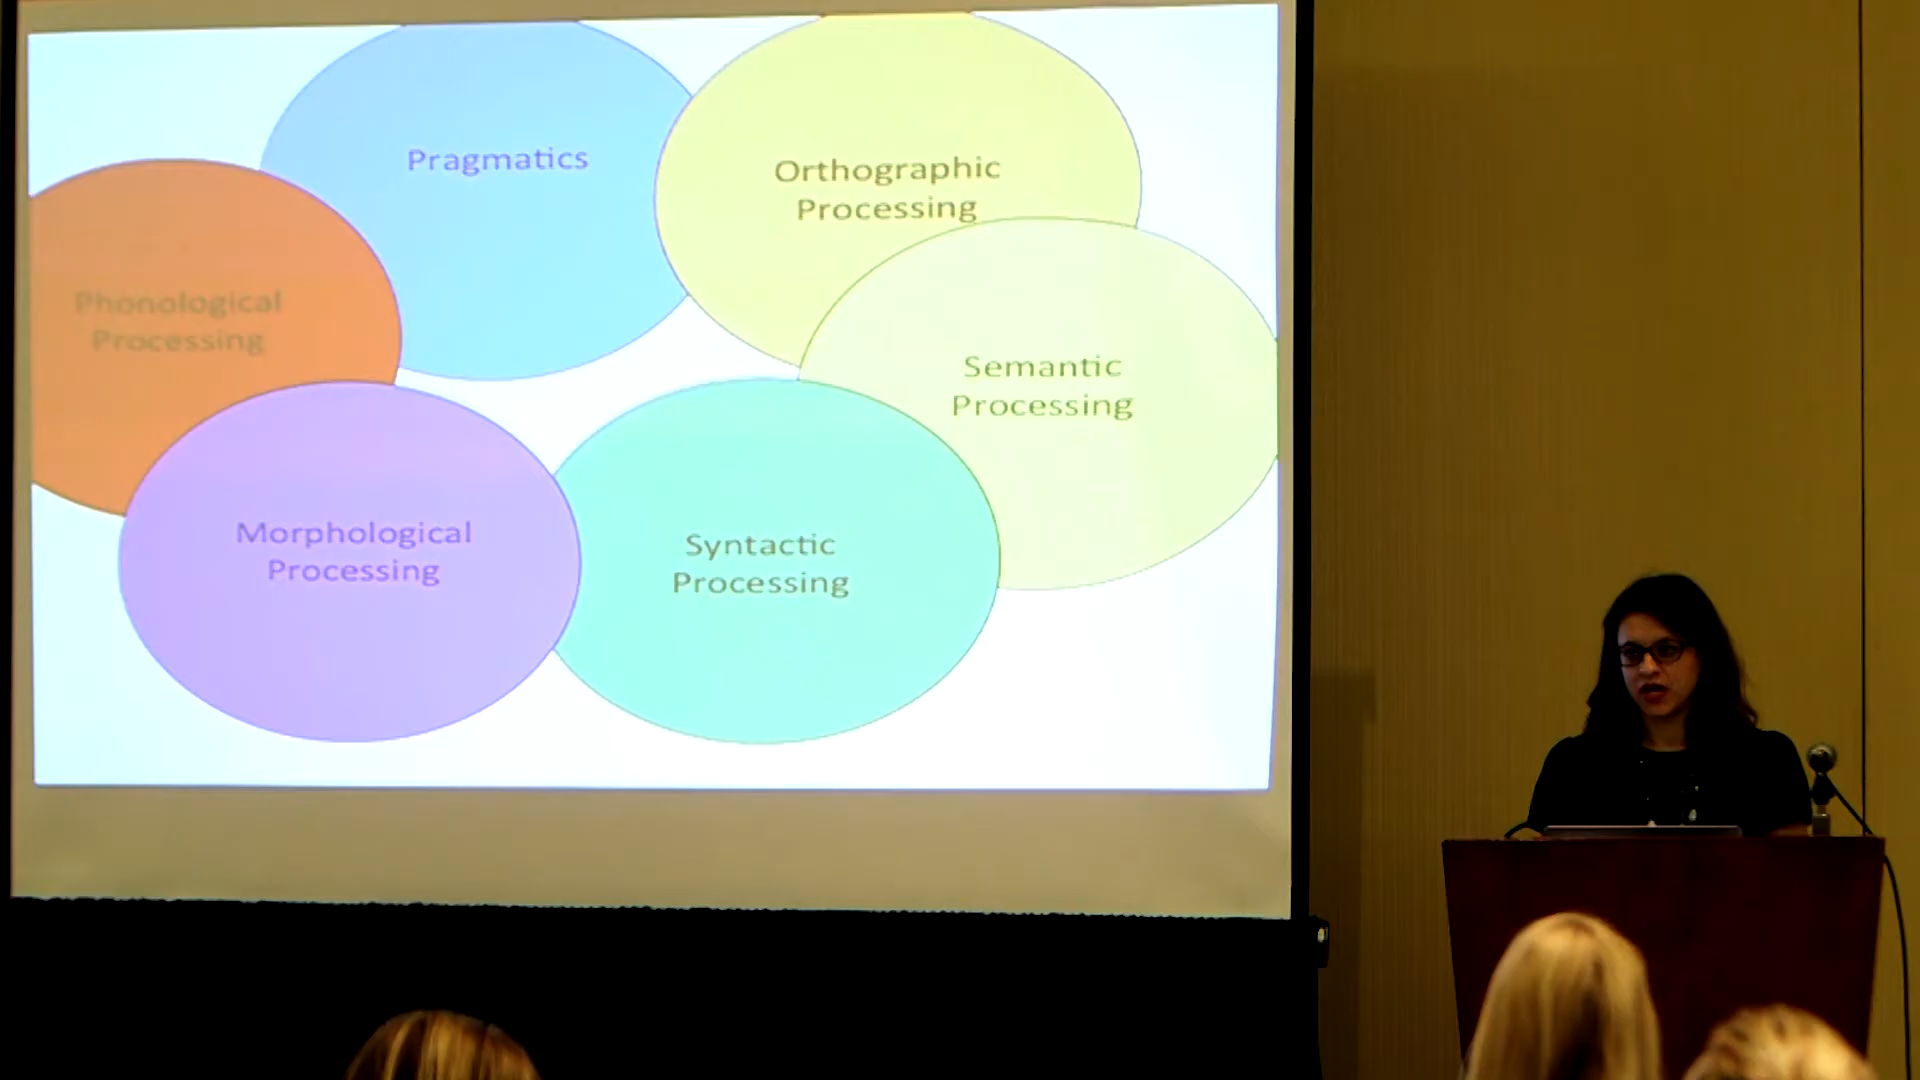 Pragmatics
Orthographic
Processing
Phonological
Processing
Semantic
Processing
Morphological
Processing
Syntactic
Processing